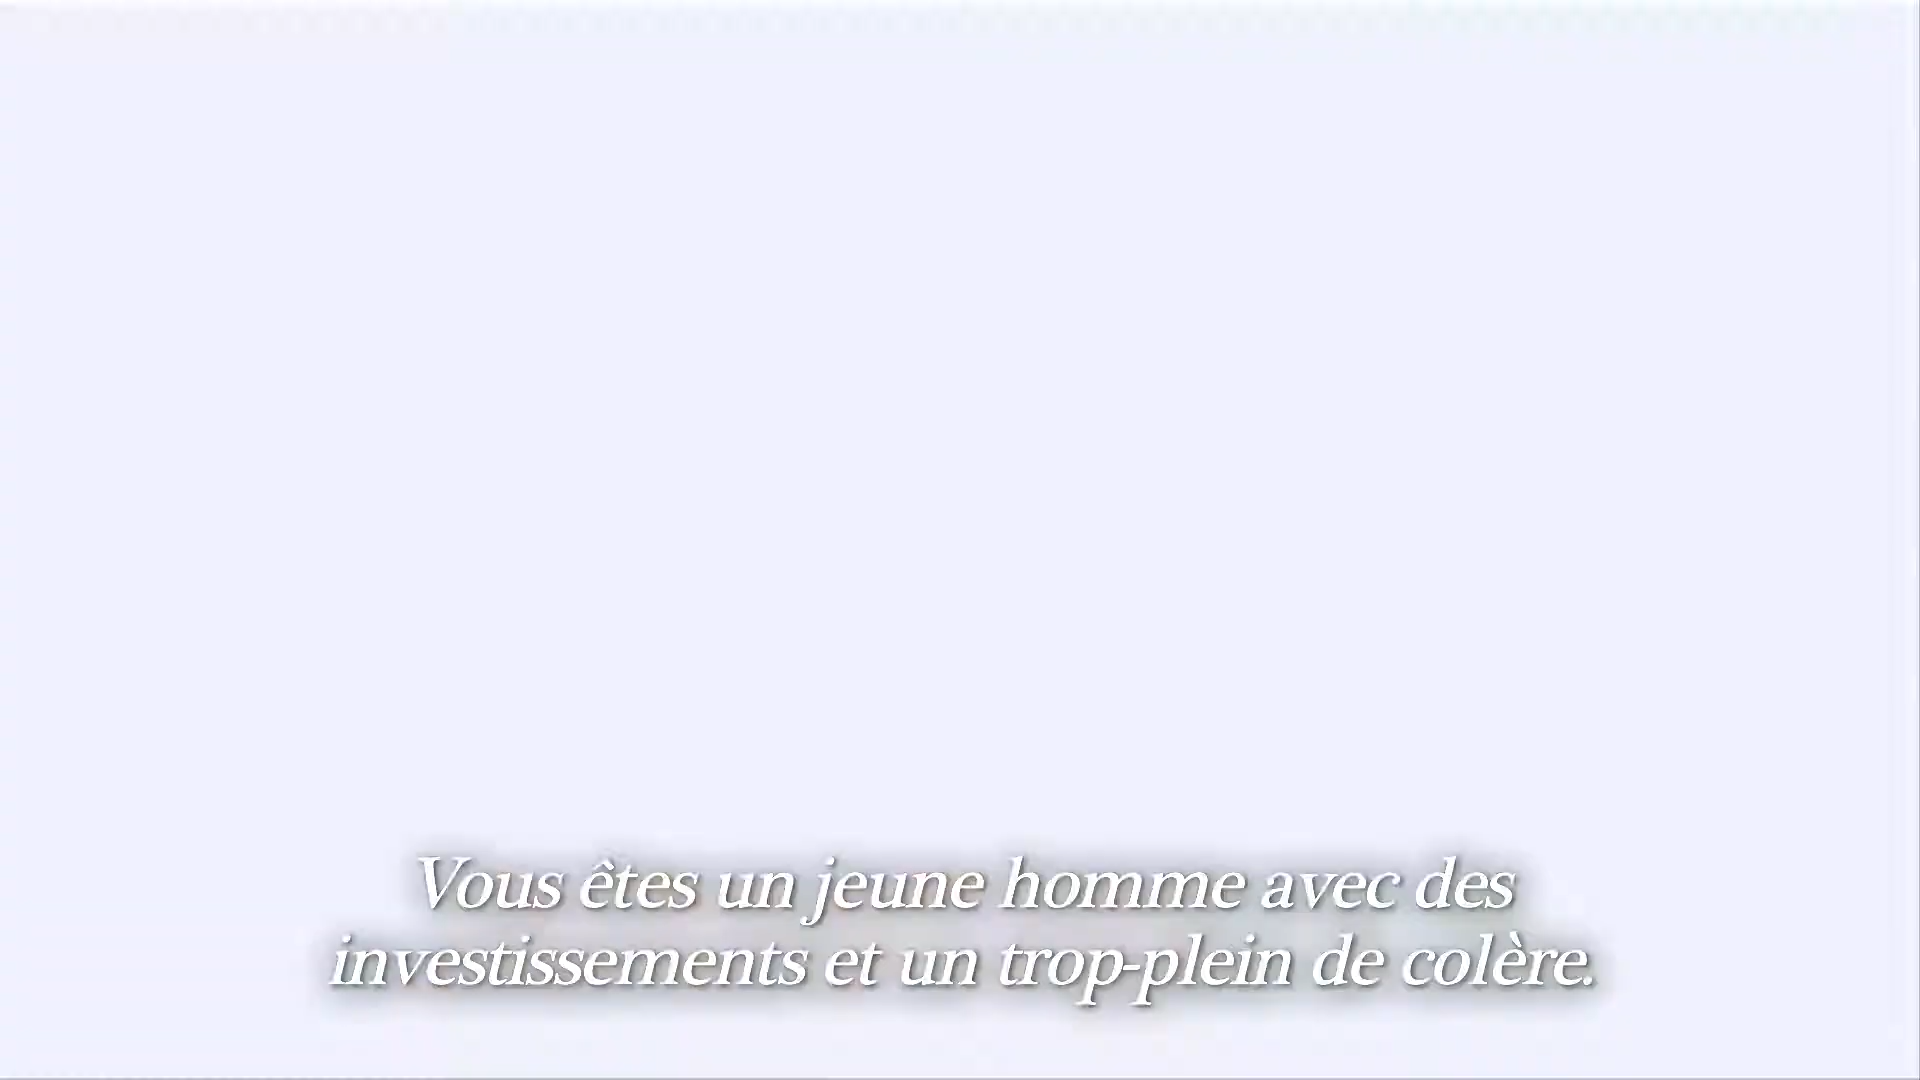 Vous êtes un jeune homme avec des
investissements et un trop-plein de colère.